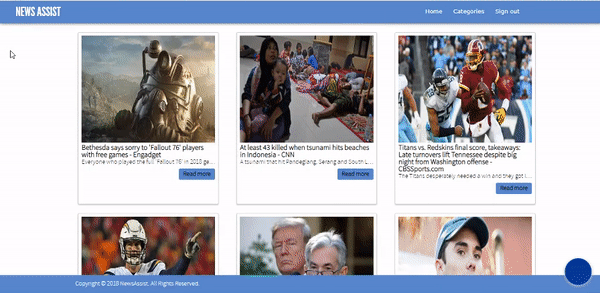 NEWS ASSIST
Home Categories Sign out
Bethesda says sorry to 'Fallout 76' players
with free games - Engadget
Everyone who played the full 'Fallout 76' in 2018 ge...
Read more
At least 43 killed when tsunami hits beaches
in Indonesia - CNN
A tsunami that hit Pandeglang, Serang and South L...
Read more
Titans vs. Redskins final score, takeaways:
Late turnovers lift Tennessee despite big
night from Washington offense -
CBSSports.com
The Titans desperately needed a win and they got i...
Read more
Copyright © 2018 NewsAssist. All Rights Reserved.